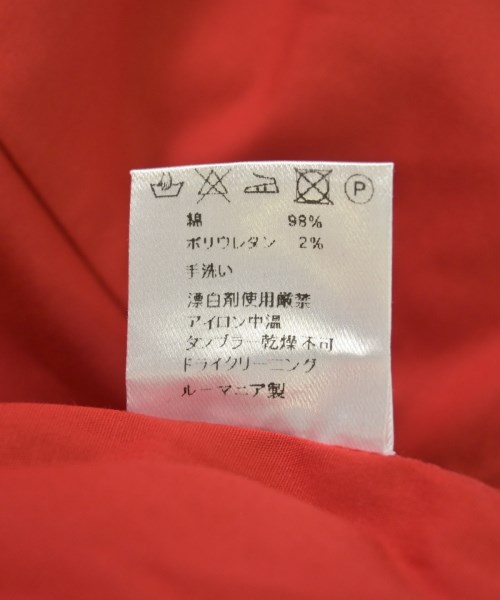 P
綿 98%
ポリウレタン 2%
手洗い
漂白剤使用厳禁
アイロン中温
タンブラー乾燥不可
ドライクリーニング
ルーマニア製